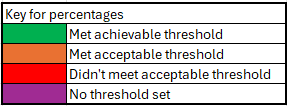 Key for percentages
Met achievable threshold
Met acceptable threshold
Didn't meet acceptable threshold
No threshold set